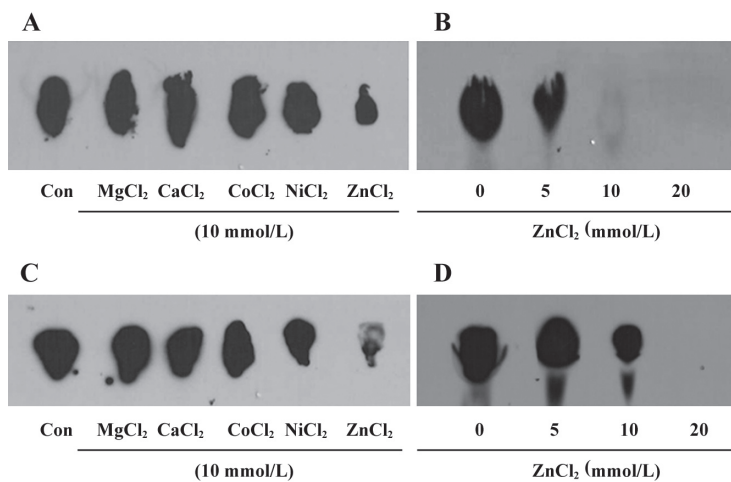 A
B
Con MgCl₂ CaCl₂ CoCl₂ NiCl₂ ZnCl₂
(10 mmol/L)
0 5 10 20
ZnCl₂ (mmol/L)
C
D
Con MgCl₂ CaCl₂ CoCl₂ NiCl₂ ZnCl₂
(10 mmol/L)
0 5 10 20
ZnCl₂ (mmol/L)